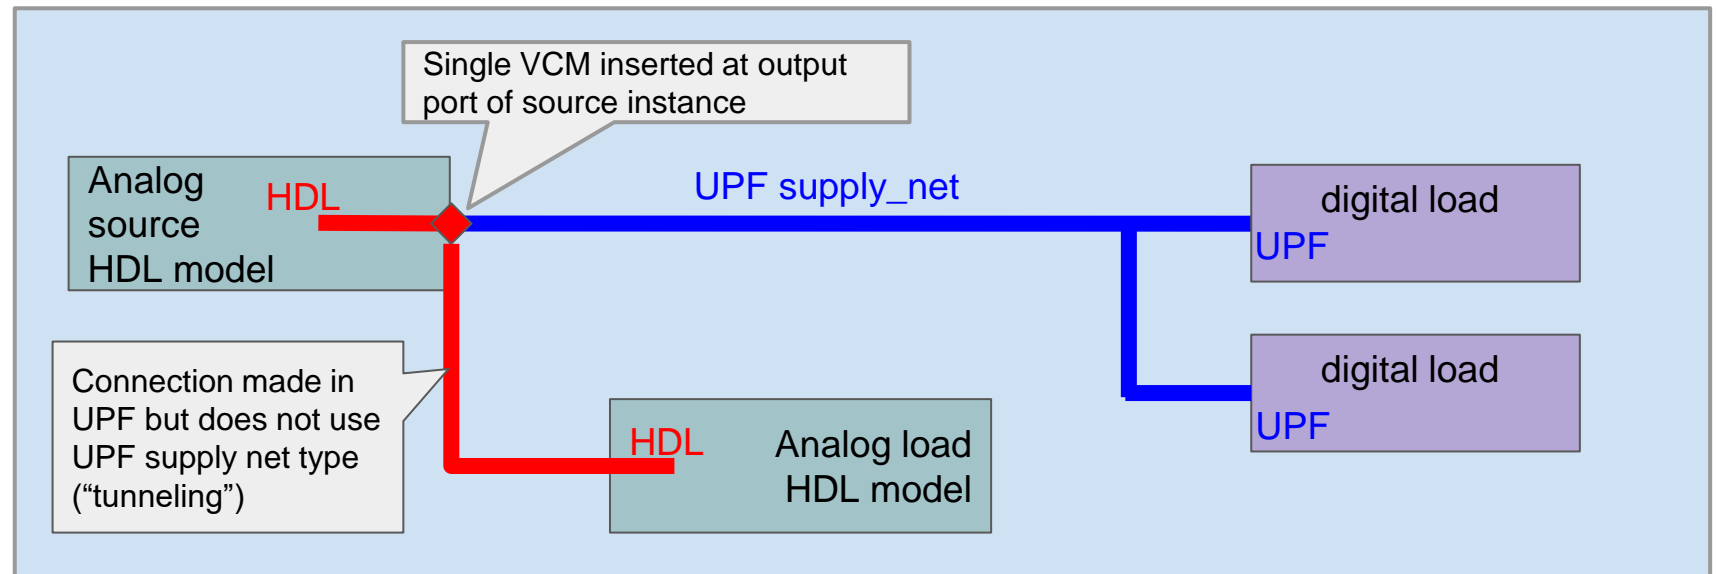 Single VCM inserted at output
port of source instance
Analog
source
HDL model
HDL
UPF supply_net
digital load
UPF
Connection made in
UPF but does not use
UPF supply net type
(“tunneling”)
HDL
Analog load
HDL model
digital load
UPF